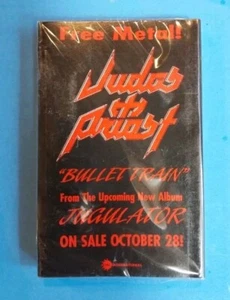 Free Metal!
Judas
Priest
"BULLET TRAIN"
From The Upcoming New Album
JUGULATOR
ON SALE OCTOBER 28!